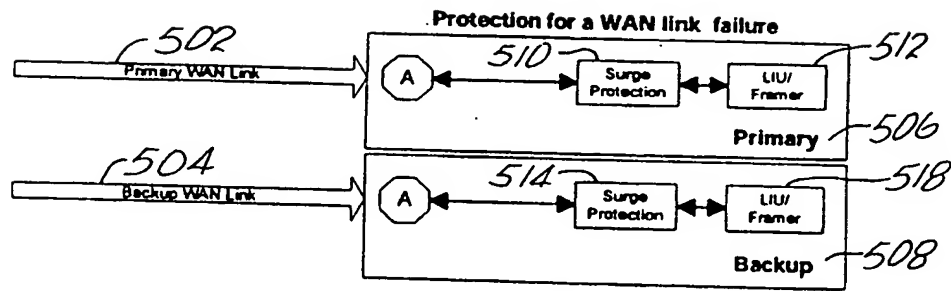 Protection for a WAN link failure
502
Primary WAN Link
A
510
Surge
Protection
512
LIU/
Framer
Primary
506
504
Backup WAN Link
A
514
Surge
Protection
518
LIU/
Framer
Backup
508